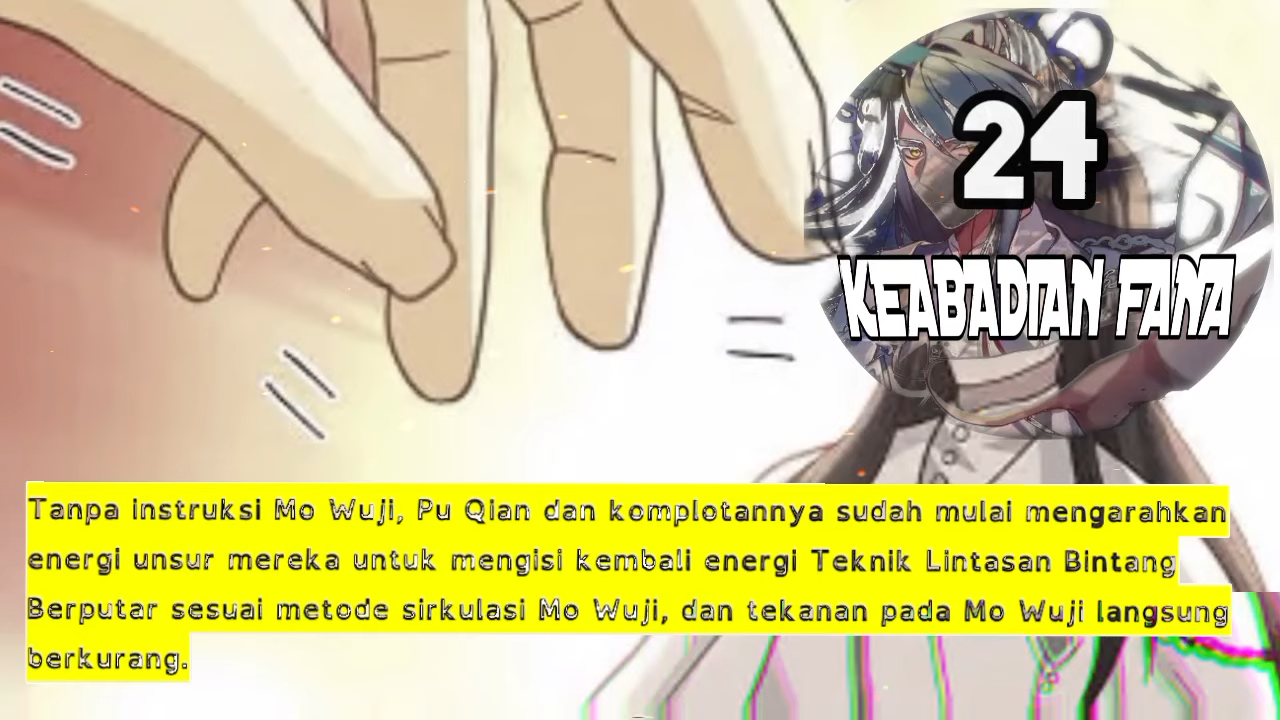 24
KEABADIAN FANA
Tanpa instruksi Mo Wuji, Pu Qian dan komplotannya sudah mulai mengarahkan
energi unsur mereka untuk mengisi kembali energi Teknik Lintasan Bintang
Berputar sesuai metode sirkulasi Mo Wuji, dan tekanan pada Mo Wuji langsung
berkurang.